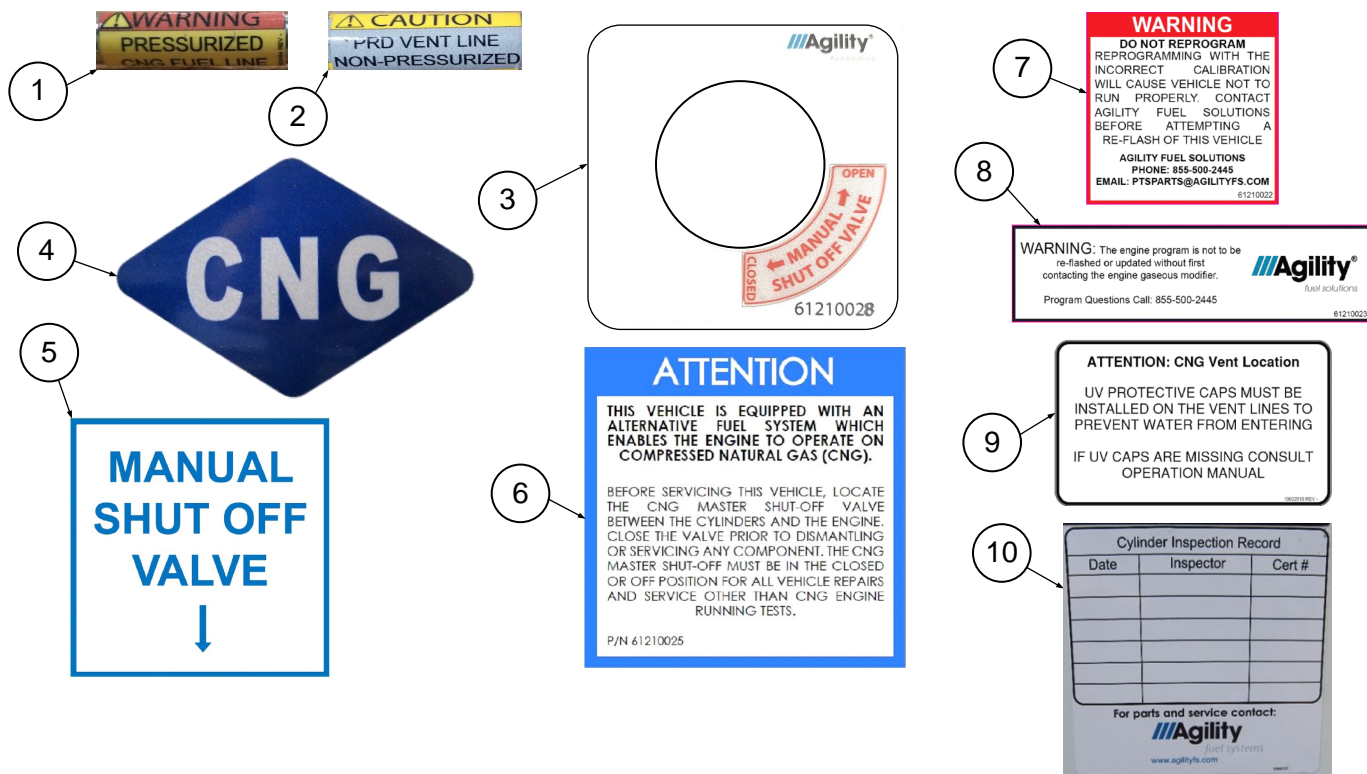 1
WARNING
PRESSURIZED
CNG FUEL LINE
2
CAUTION
PRD VENT LINE
NON-PRESSURIZED
3
Agility®
fuel solutions
OPEN
MANUAL
SHUT OFF VALVE
CLOSED
61210028
4
CNG
5
MANUAL
SHUT OFF
VALVE
6
ATTENTION
THIS VEHICLE IS EQUIPPED WITH AN
ALTERNATIVE FUEL SYSTEM WHICH
ENABLES THE ENGINE TO OPERATE ON
COMPRESSED NATURAL GAS (CNG).
BEFORE SERVICING THIS VEHICLE, LOCATE
THE CNG MASTER SHUT-OFF VALVE
BETWEEN THE CYLINDERS AND THE ENGINE.
CLOSE THE VALVE PRIOR TO DISMANTLING
OR SERVICING ANY COMPONENT. THE CNG
MASTER SHUT-OFF MUST BE IN THE CLOSED
OR OFF POSITION FOR ALL VEHICLE REPAIRS
AND SERVICE OTHER THAN CNG ENGINE
RUNNING TESTS.
P/N 61210025
7
WARNING
DO NOT REPROGRAM
REPROGRAMMING WITH THE
INCORRECT CALIBRATION
WILL CAUSE VEHICLE NOT TO
RUN PROPERLY. CONTACT
AGILITY FUEL SOLUTIONS
BEFORE ATTEMPTING A
RE-FLASH OF THIS VEHICLE
AGILITY FUEL SOLUTIONS
PHONE: 855-500-2445
EMAIL: PTSPARTS@AGILITYFS.COM
61210022
8
WARNING: The engine program is not to be
re-flashed or updated without first
contacting the engine gaseous modifier.
Program Questions Call: 855-500-2445
Agility®
fuel solutions
61210023
9
ATTENTION: CNG Vent Location
UV PROTECTIVE CAPS MUST BE
INSTALLED ON THE VENT LINES TO
PREVENT WATER FROM ENTERING
IF UV CAPS ARE MISSING CONSULT
OPERATION MANUAL
10
Cylinder Inspection Record
Date Inspector Cert #
For parts and service contact:
Agility
fuel systems
www.agilityfs.com